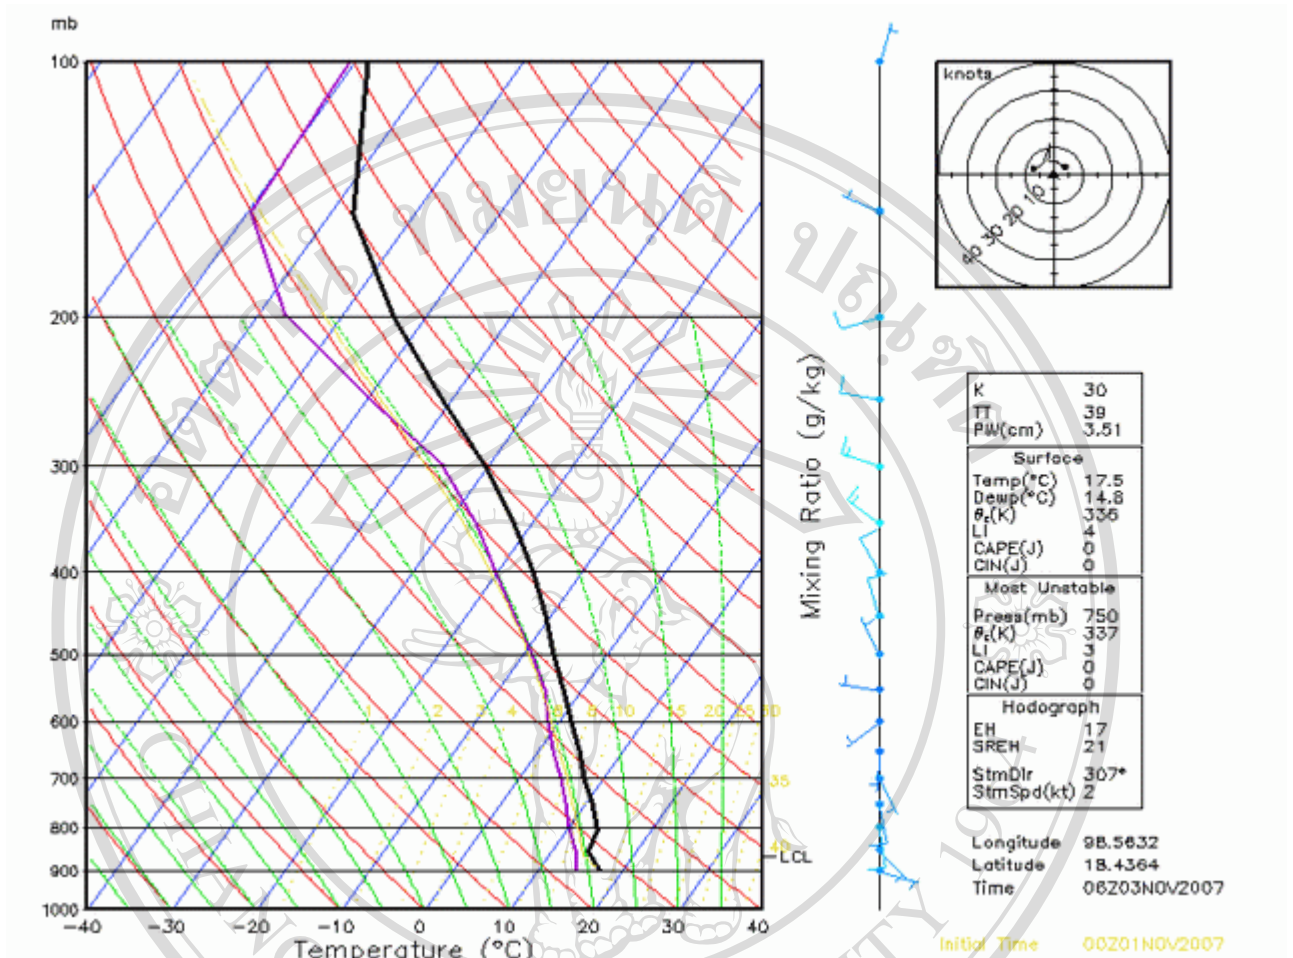 mb
knots
100
10
20
30
40
200
300
400
500
600
700
800
900
1000
1
2
3
4
10
15
20
25
30
35
40
LCL
Mixing Ratio (g/kg)
-40
-30
-20
-10
0
10
20
30
40
Temperature (°C)
K 30
TT 39
PW(cm) 3.51
Surface
Temp(°C) 17.5
Dewp(°C) 14.8
θε(K) 336
LI 4
CAPE(J) 0
CIN(J) 0
Most Unstable
Press(mb) 750
θε(K) 337
LI 3
CAPE(J) 0
CIN(J) 0
Hodograph
EH 17
SREH 21
StmDir 307°
StmSpd(kt) 2
Longitude 98.5632
Latitude 18.4364
Time 06Z03NOV2007
Initial Time 00Z01NOV2007